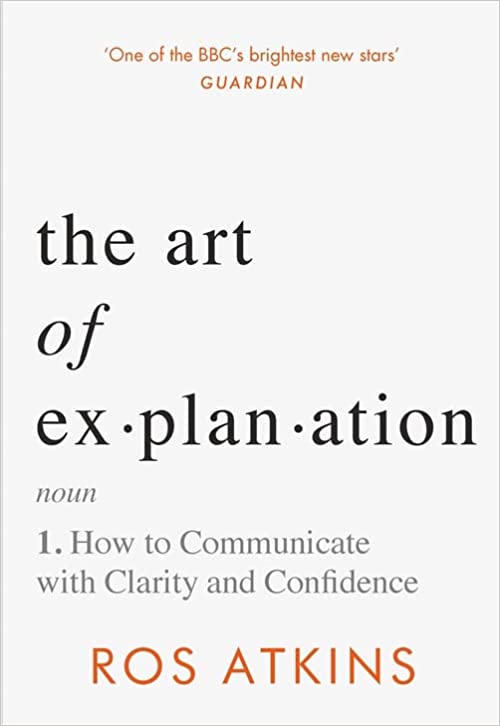 ‘One of the BBC’s brightest new stars’
GUARDIAN
the art
of
ex·plan·ation
noun
1. How to Communicate
with Clarity and Confidence
ROS ATKINS